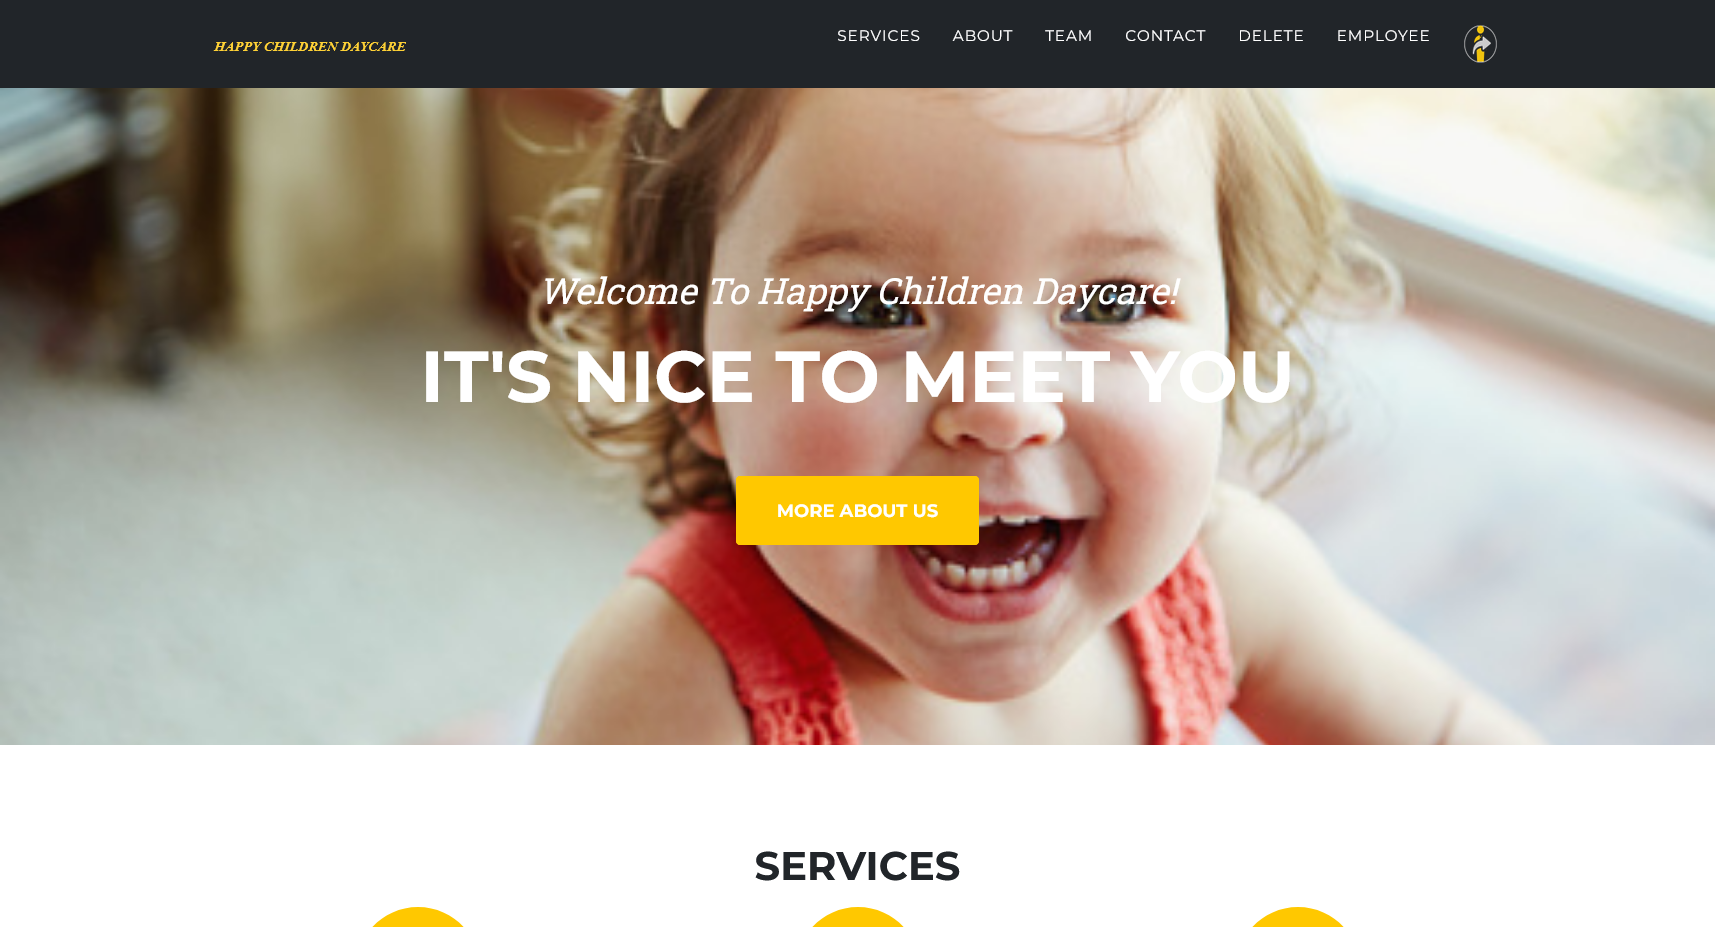 HAPPY CHILDREN DAYCARE
SERVICES ABOUT TEAM CONTACT DELETE EMPLOYEE
Welcome To Happy Children Daycare!
IT'S NICE TO MEET YOU
MORE ABOUT US
SERVICES